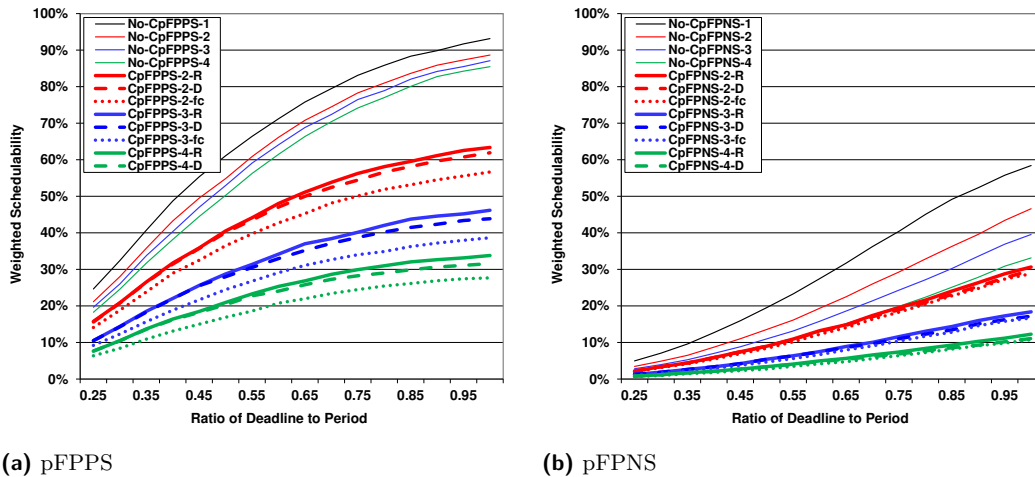 100%
90%
80%
70%
60%
50%
40%
30%
20%
10%
0%
Weighted Schedulability
No-CpFPPS-1
No-CpFPPS-2
No-CpFPPS-3
No-CpFPPS-4
CpFPPS-2-R
CpFPPS-2-D
CpFPPS-2-fc
CpFPPS-3-R
CpFPPS-3-D
CpFPPS-3-fc
CpFPPS-4-R
CpFPPS-4-D
0.25 0.35 0.45 0.55 0.65 0.75 0.85 0.95
Ratio of Deadline to Period
(a) pFPPS
100%
90%
80%
70%
60%
50%
40%
30%
20%
10%
0%
Weighted Schedulability
No-CpFPNS-1
No-CpFPNS-2
No-CpFPNS-3
No-CpFPNS-4
CpFPNS-2-R
CpFPNS-2-D
CpFPNS-2-fc
CpFPNS-3-R
CpFPNS-3-D
CpFPNS-3-fc
CpFPNS-4-R
CpFPNS-4-D
0.25 0.35 0.45 0.55 0.65 0.75 0.85 0.95
Ratio of Deadline to Period
(b) pFPNS